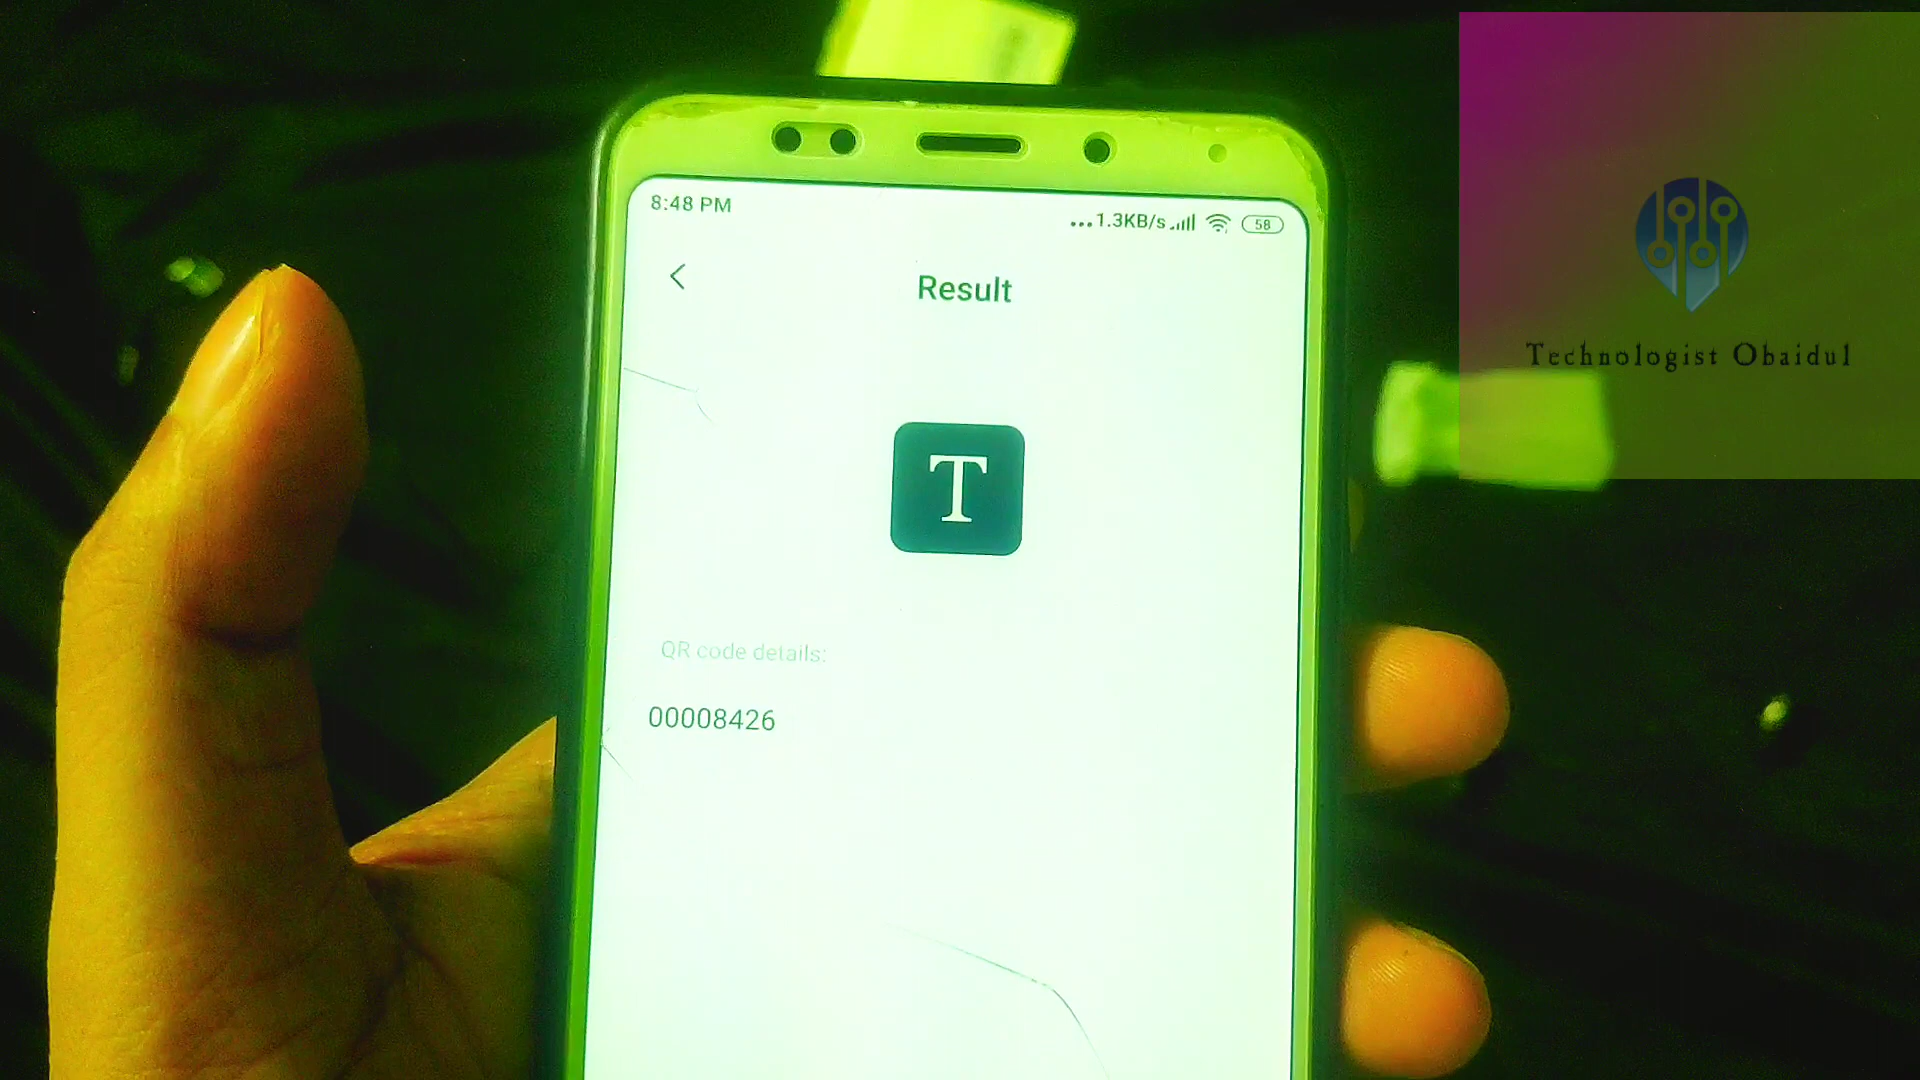 8:48 PM
...1.3KB/s
58
Result
T
QR code details:
00008426
Technologist Obaidul